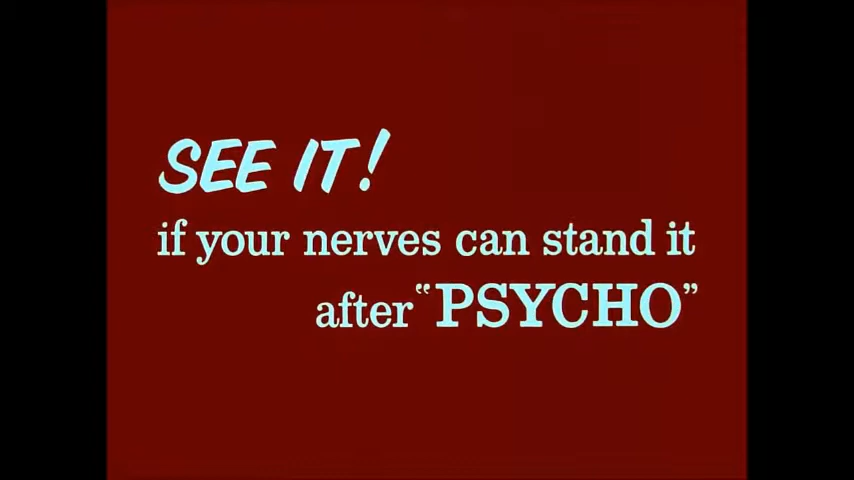 SEE IT!
if your nerves can stand it
after “PSYCHO”